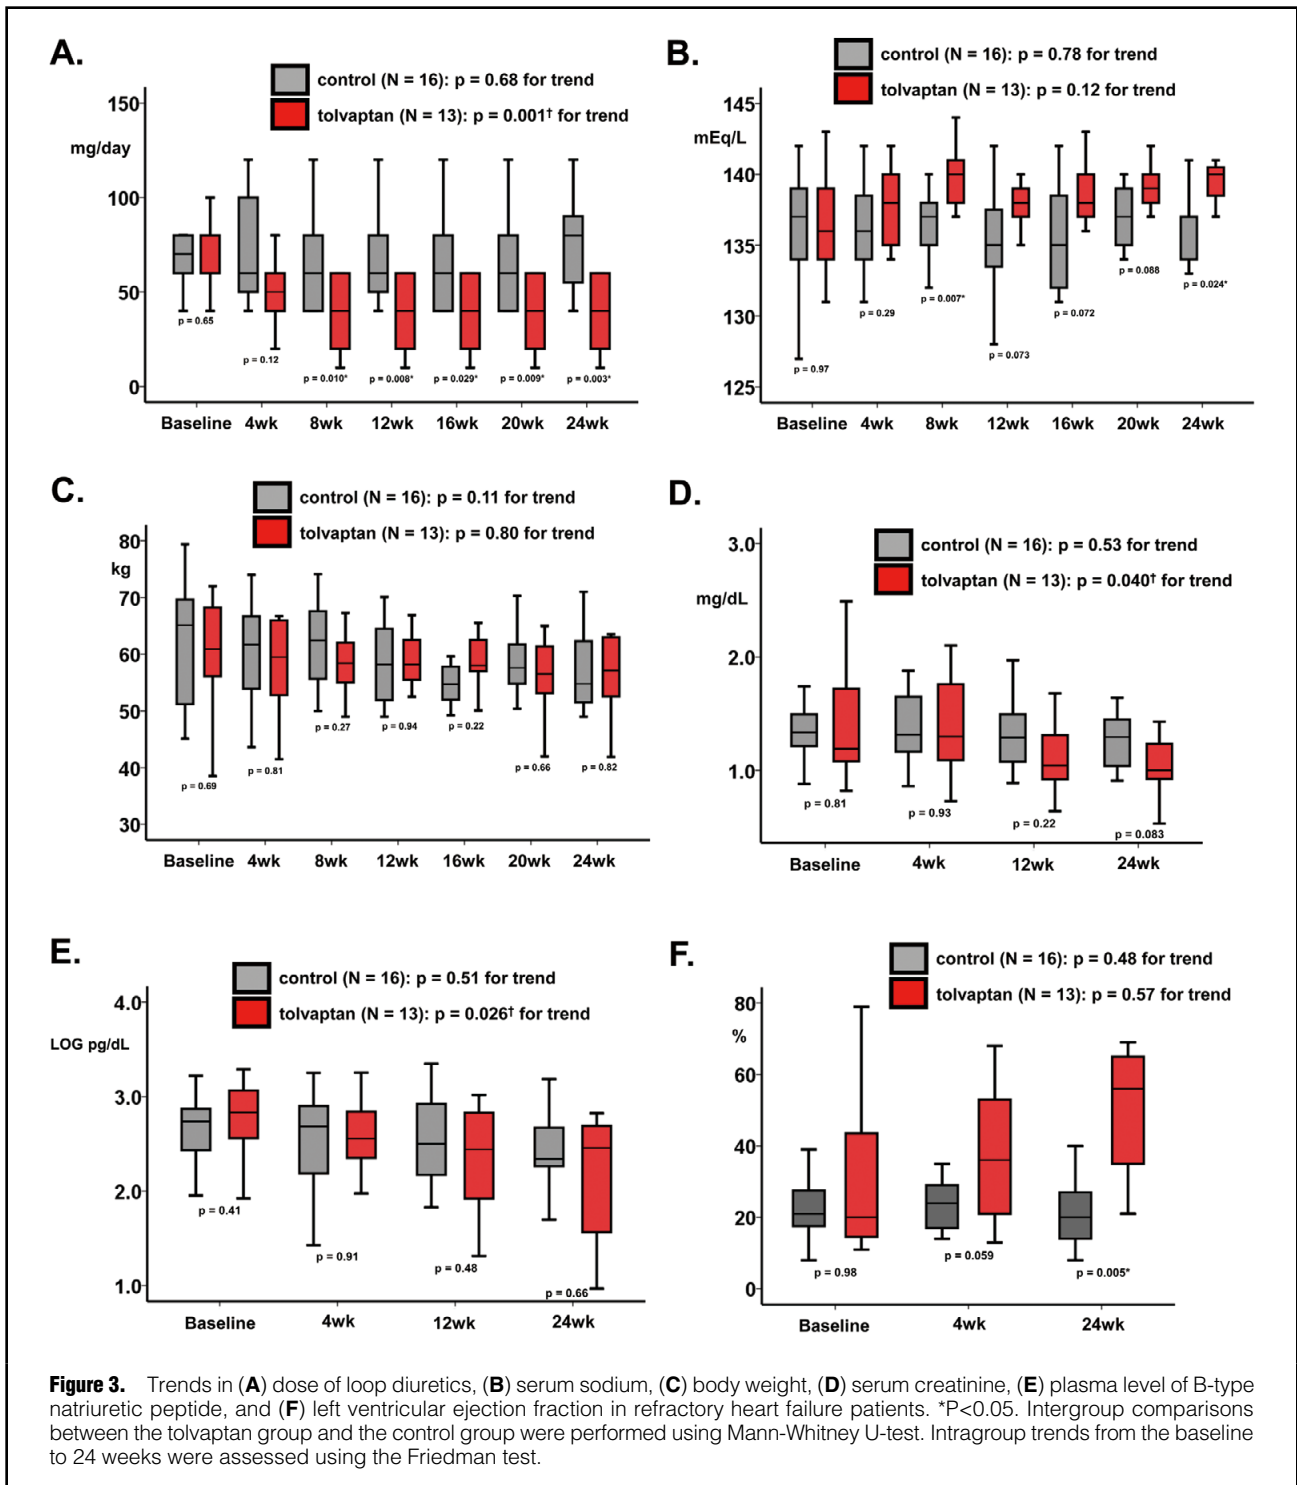 A.
control (N = 16): p = 0.68 for trend
tolvaptan (N = 13): p = 0.001† for trend
150
mg/day
100
50
0
p = 0.65
p = 0.12
p = 0.010*
p = 0.008*
p = 0.029*
p = 0.009*
p = 0.003*
Baseline 4wk 8wk 12wk 16wk 20wk 24wk
B.
control (N = 16): p = 0.78 for trend
tolvaptan (N = 13): p = 0.12 for trend
145
mEq/L
140
135
130
125
p = 0.97
p = 0.29
p = 0.007*
p = 0.073
p = 0.072
p = 0.088
p = 0.024*
Baseline 4wk 8wk 12wk 16wk 20wk 24wk
C.
control (N = 16): p = 0.11 for trend
tolvaptan (N = 13): p = 0.80 for trend
80
kg
70
60
50
40
30
p = 0.69
p = 0.81
p = 0.27
p = 0.94
p = 0.22
p = 0.66
p = 0.82
Baseline 4wk 8wk 12wk 16wk 20wk 24wk
D.
control (N = 16): p = 0.53 for trend
tolvaptan (N = 13): p = 0.040† for trend
3.0
mg/dL
2.0
1.0
p = 0.81
p = 0.93
p = 0.22
p = 0.083
Baseline 4wk 12wk 24wk
E.
control (N = 16): p = 0.51 for trend
tolvaptan (N = 13): p = 0.026† for trend
4.0
LOG pg/dL
3.0
2.0
1.0
p = 0.41
p = 0.91
p = 0.48
p = 0.66
Baseline 4wk 12wk 24wk
F.
control (N = 16): p = 0.48 for trend
tolvaptan (N = 13): p = 0.57 for trend
80
%
60
40
20
0
p = 0.98
p = 0.059
p = 0.005*
Baseline 4wk 24wk
Figure 3. Trends in (A) dose of loop diuretics, (B) serum sodium, (C) body weight, (D) serum creatinine, (E) plasma level of B-type
natriuretic peptide, and (F) left ventricular ejection fraction in refractory heart failure patients. *P<0.05. Intergroup comparisons
between the tolvaptan group and the control group were performed using Mann-Whitney U-test. Intragroup trends from the baseline
to 24 weeks were assessed using the Friedman test.